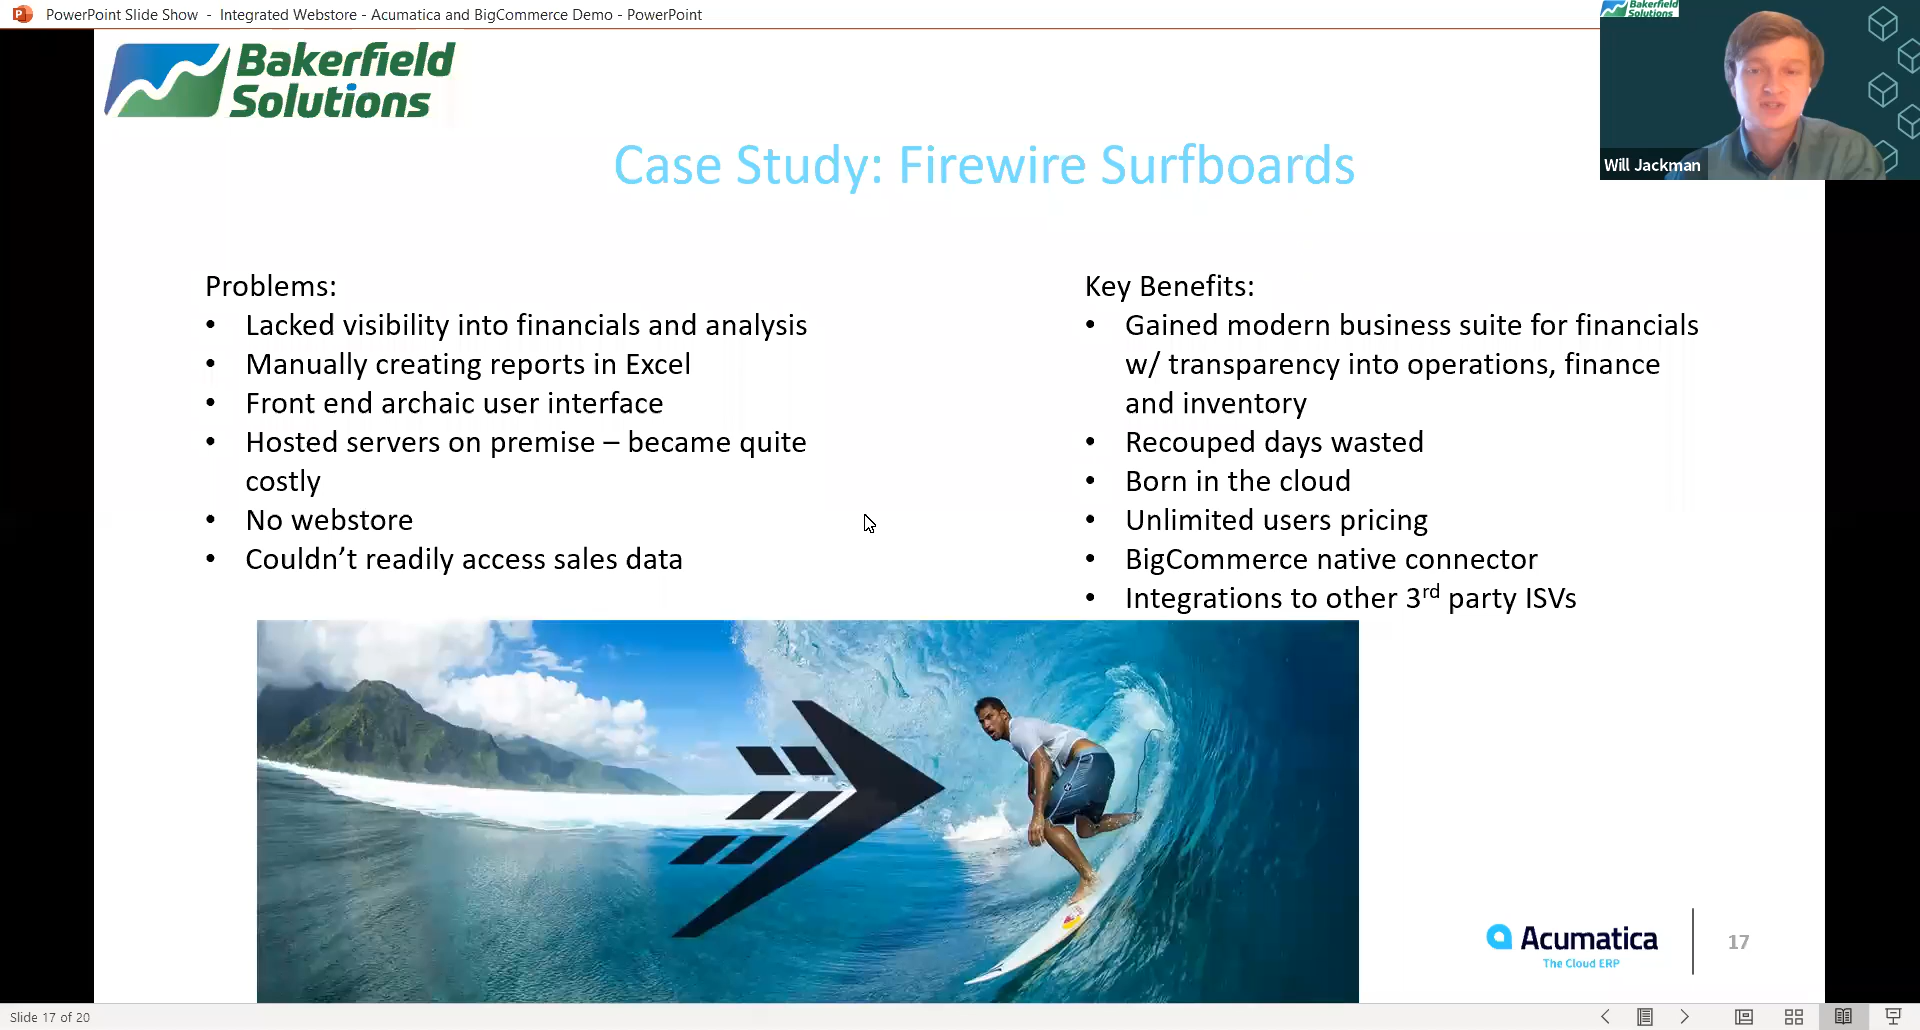 PowerPoint Slide Show - Integrated Webstore - Acumatica and BigCommerce Demo - PowerPoint
Bakerfield
Solutions
Bakerfield
Solutions
Will Jackman
Case Study: Firewire Surfboards
Problems:
• Lacked visibility into financials and analysis
• Manually creating reports in Excel
• Front end archaic user interface
• Hosted servers on premise – became quite
costly
• No webstore
• Couldn’t readily access sales data
Key Benefits:
• Gained modern business suite for financials
w/ transparency into operations, finance
and inventory
• Recouped days wasted
• Born in the cloud
• Unlimited users pricing
• BigCommerce native connector
• Integrations to other 3rd party ISVs
Acumatica
The Cloud ERP
17
Slide 17 of 20